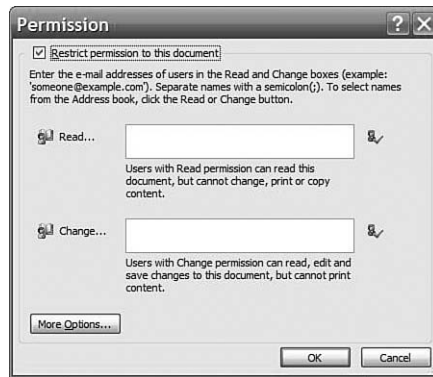 Permission
Restrict permission to this document
Enter the e-mail addresses of users in the Read and Change boxes (example:
'someone@example.com'). Separate names with a semicolon(;). To select names
from the Address book, click the Read or Change button.
Read...
Users with Read permission can read this
document, but cannot change, print or copy
content.
Change...
Users with Change permission can read, edit and
save changes to this document, but cannot print
content.
More Options...
OK Cancel